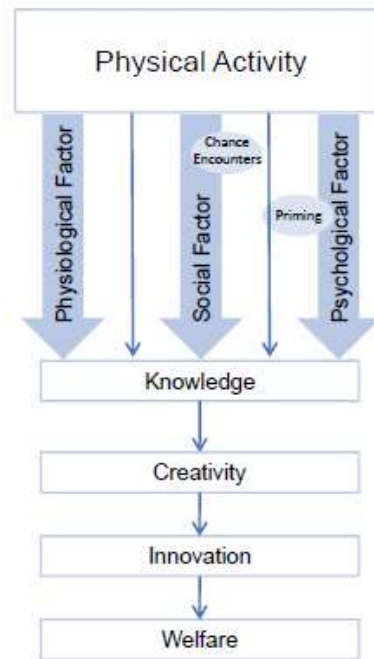 Physical Activity
Physiological Factor
Social Factor
Chance
Encounters
Priming
Psycholgical Factor
Knowledge
Creativity
Innovation
Welfare